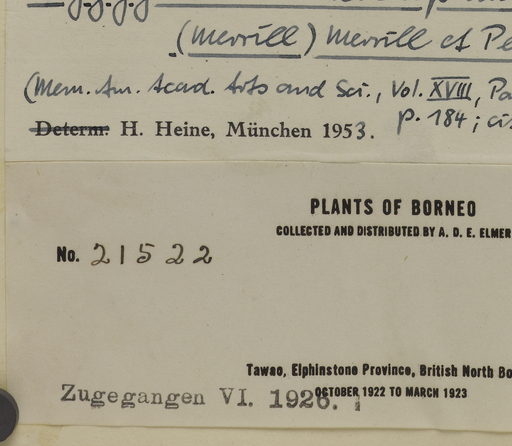 (Merrill) Merrill et Pe
(Mem. Am. Acad. Arts and Sci., Vol. XVIII, Pa
p. 184; cis
Determ. H. Heine, München 1953.
PLANTS OF BORNEO
COLLECTED AND DISTRIBUTED BY A. D. E. ELMER
No. 21522
Tawao, Elphinstone Province, British North Bo
OCTOBER 1922 TO MARCH 1923
Zugegangen VI. 1926.